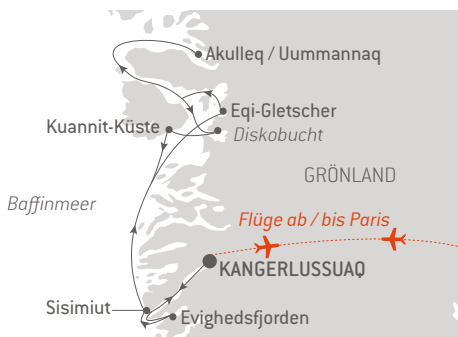 Akulleq / Uummannaq
Eqi-Gletscher
Kuannit-Küste
Diskobucht
GRÖNLAND
Baffinmeer
Flüge ab / bis Paris
KANGERLUSSUAQ
Sisimiut
Evighedsfjorden